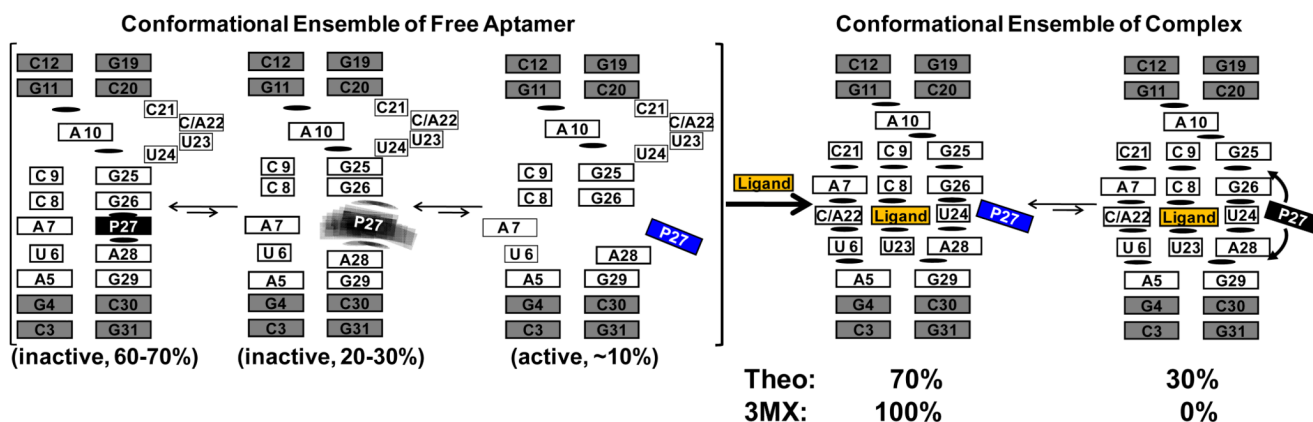 Conformational Ensemble of Free Aptamer
C12 G19
G11 C20
C21
C/A22
A 10
U23
U24
C 9 G25
C 8 G26
A 7 P27
U 6 A28
A5 G29
G4 C30
C3 G31
(inactive, 60-70%)
C12 G19
G11 C20
C21
C/A22
A 10
U23
U24
C 9 G25
C 8 G26
A 7 P27
U 6 A28
A5 G29
G4 C30
C3 G31
(inactive, 20-30%)
C12 G19
G11 C20
C21
C/A22
A 10
U23
U24
C 9 G25
C 8 G26
A 7 P27
U 6 A28
A5 G29
G4 C30
C3 G31
(active, ~10%)
Ligand
Conformational Ensemble of Complex
C12 G19
G11 C20
A 10
C21 C 9 G25
A 7 C 8 G26
C/A22 Ligand U24 P27
U 6 U23 A28
A5 G29
G4 C30
C3 G31
C12 G19
G11 C20
A 10
C21 C 9 G25
A 7 C 8 G26
C/A22 Ligand U24 P27
U 6 U23 A28
A5 G29
G4 C30
C3 G31
Theo: 70% 30%
3MX: 100% 0%